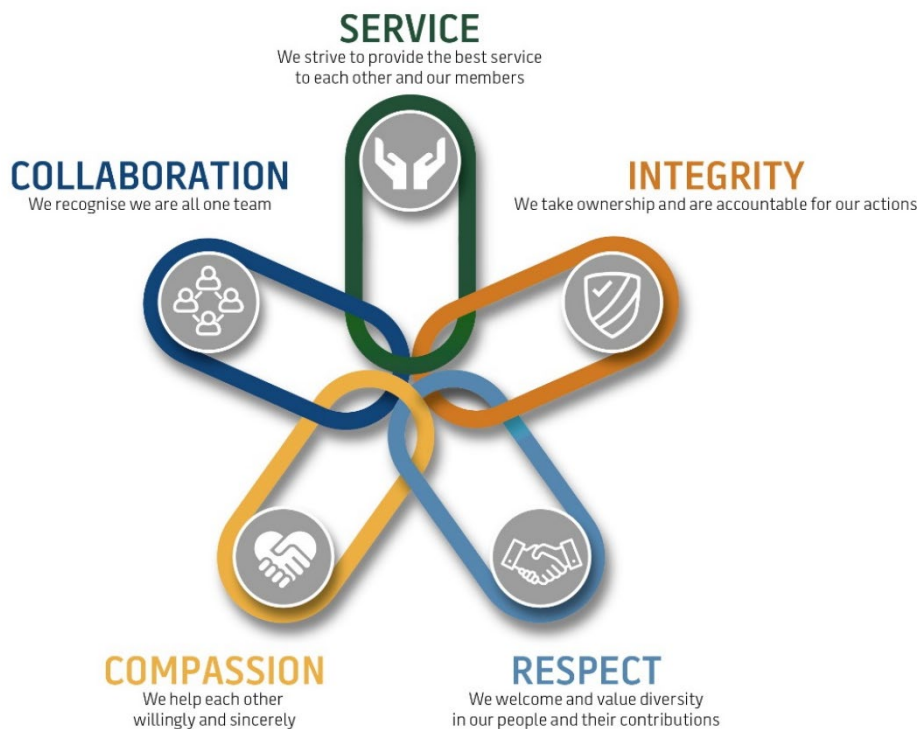 SERVICE
We strive to provide the best service
to each other and our members
COLLABORATION
We recognise we are all one team
INTEGRITY
We take ownership and are accountable for our actions
COMPASSION
We help each other
willingly and sincerely
RESPECT
We welcome and value diversity
in our people and their contributions